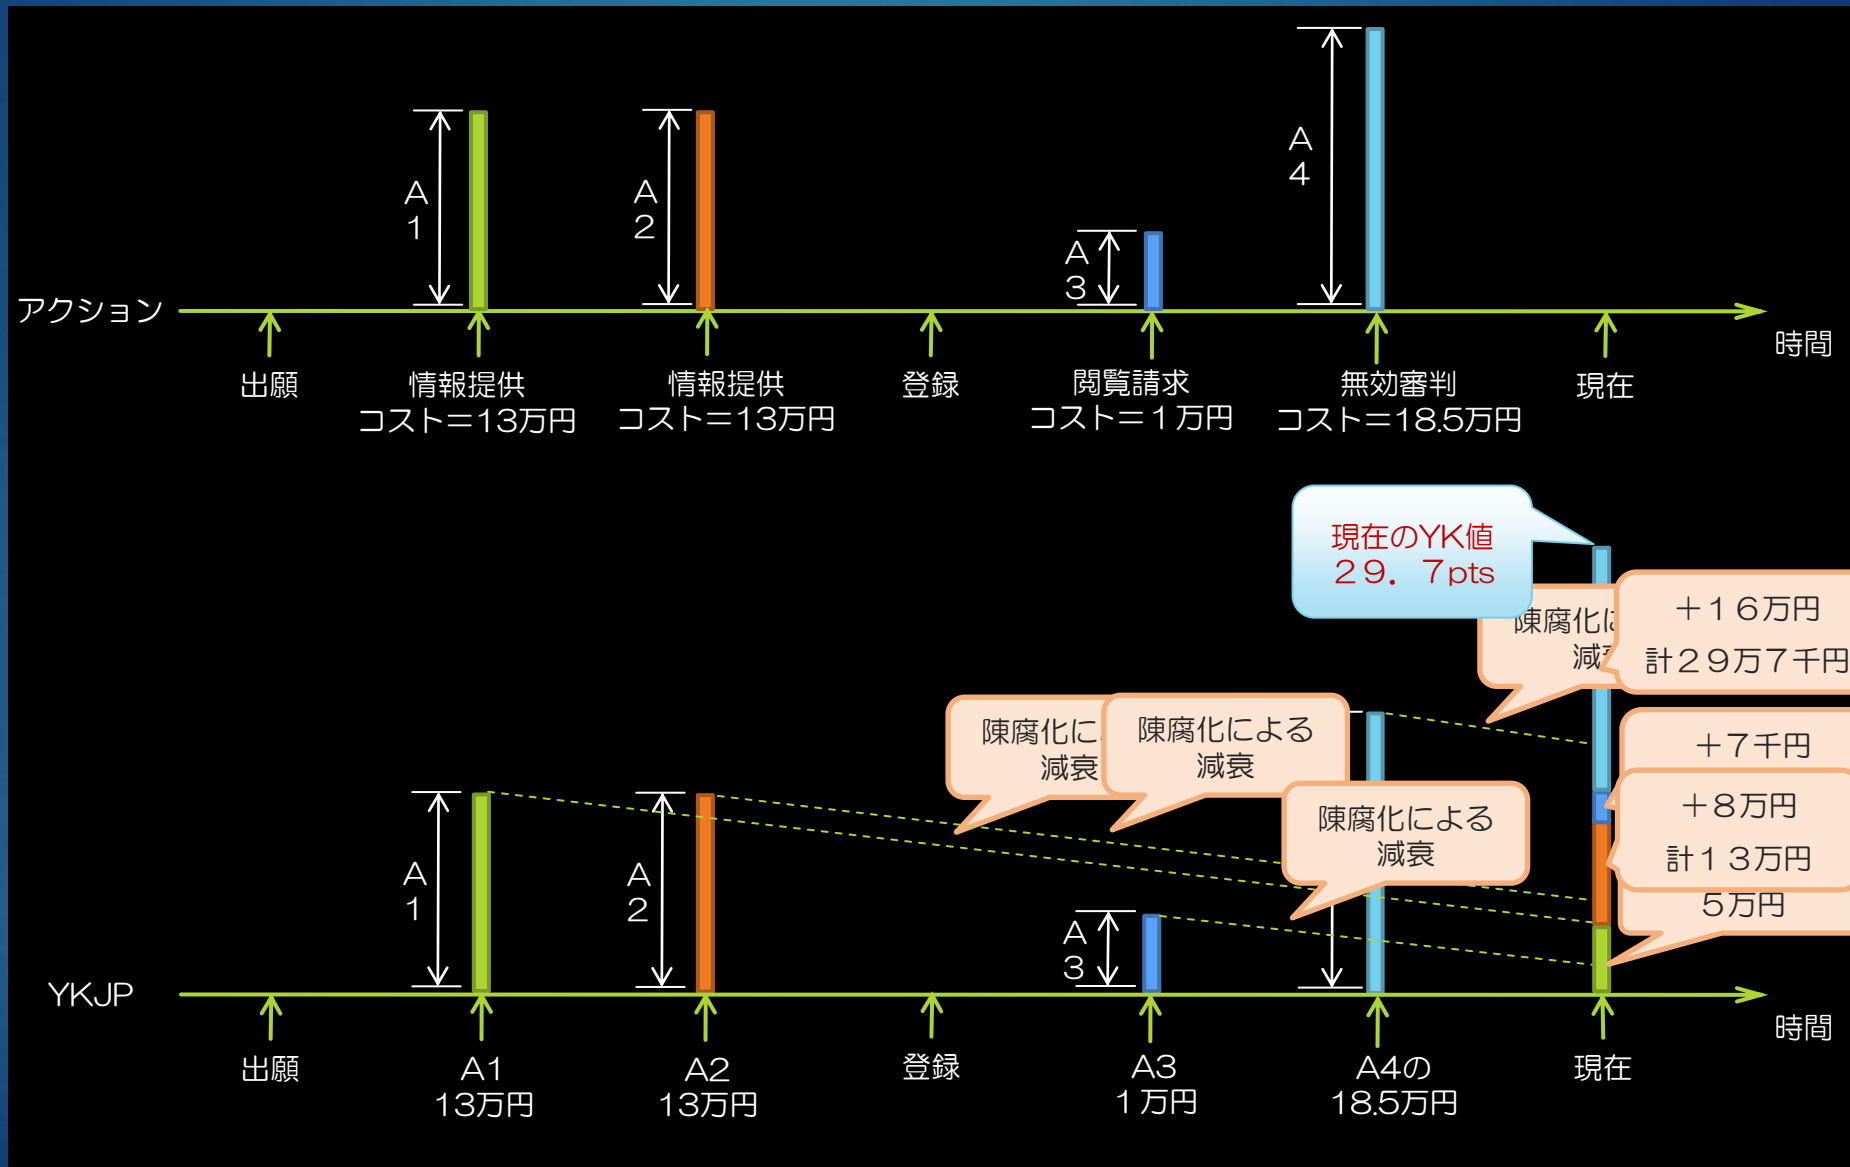 A
1
A
2
A
3
A
4
アクション
時間
出願
情報提供
コスト＝13万円
情報提供
コスト＝13万円
登録
閲覧請求
コスト＝１万円
無効審判
コスト＝18.5万円
現在
現在のYK値
２９．７pts
陳腐化に
減
＋１６万円
計２９万７千円
陳腐化に
減衰
陳腐化による
減衰
陳腐化による
減衰
＋７千円
＋８万円
計１３万円
５万円
A
1
A
2
A
3
YKJP
時間
出願
A1
13万円
A2
13万円
登録
A3
１万円
A4の
18.5万円
現在